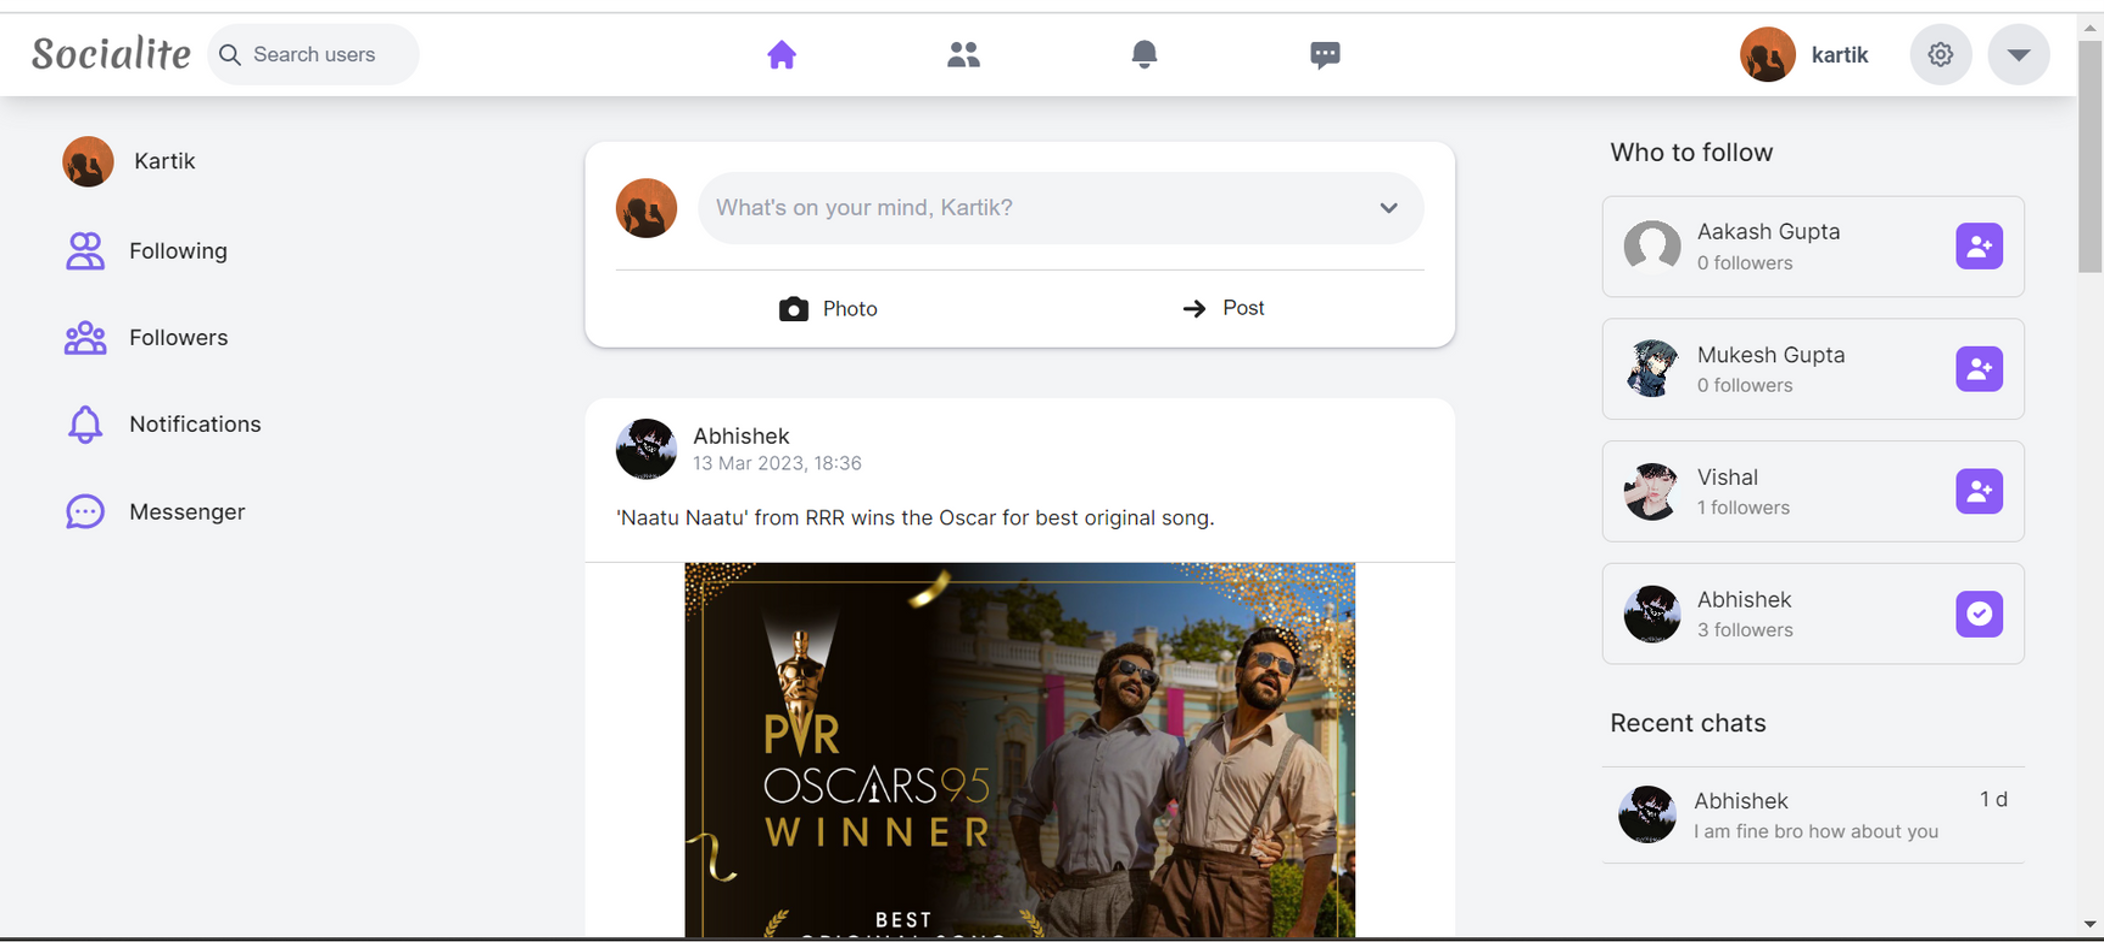 Socialite
Search users
kartik
Kartik
Following
Followers
Notifications
Messenger
What's on your mind, Kartik?
Photo
Post
Abhishek
13 Mar 2023, 18:36
'Naatu Naatu' from RRR wins the Oscar for best original song.
PVR
OSCARS95
WINNER
BEST
ORIGINAL SONG
Who to follow
Aakash Gupta
0 followers
Mukesh Gupta
0 followers
Vishal
1 followers
Abhishek
3 followers
Recent chats
Abhishek
1 d
I am fine bro how about you